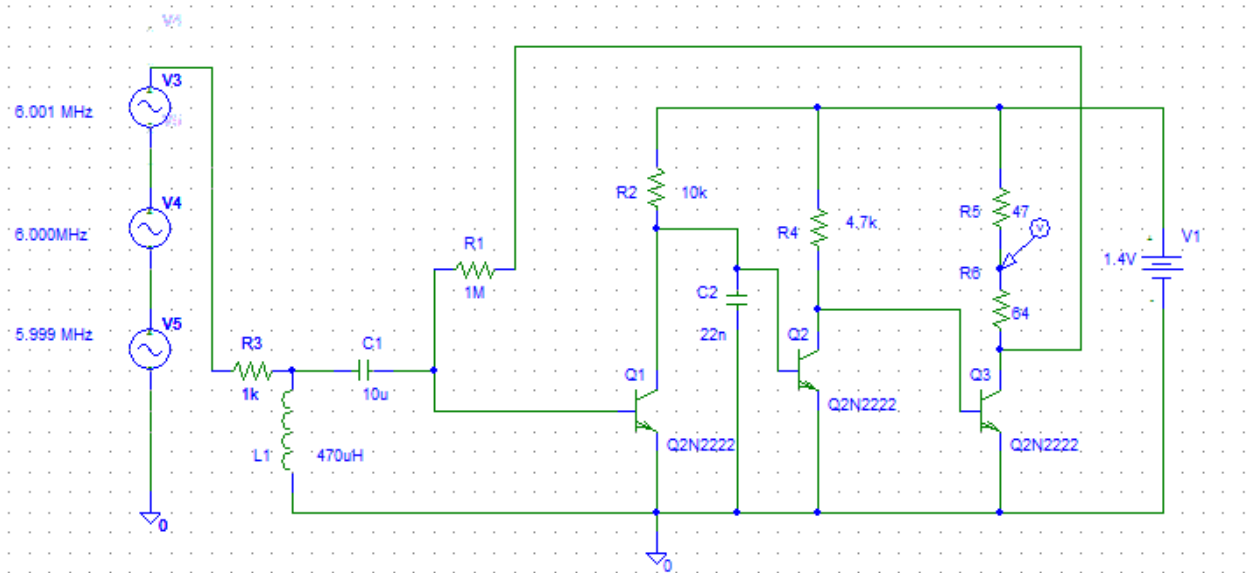 V6
V3
6.001 MHz
V6
V4
6.000MHz
V5
5.999 MHz
R3
1k
L1
470uH
C1
10u
R1
1M
R2
10k
C2
22n
Q1
Q2N2222
R4
4.7k
Q2
Q2N2222
R5
47
V
R6
64
Q3
Q2N2222
V1
1.4V
+
-
0
0